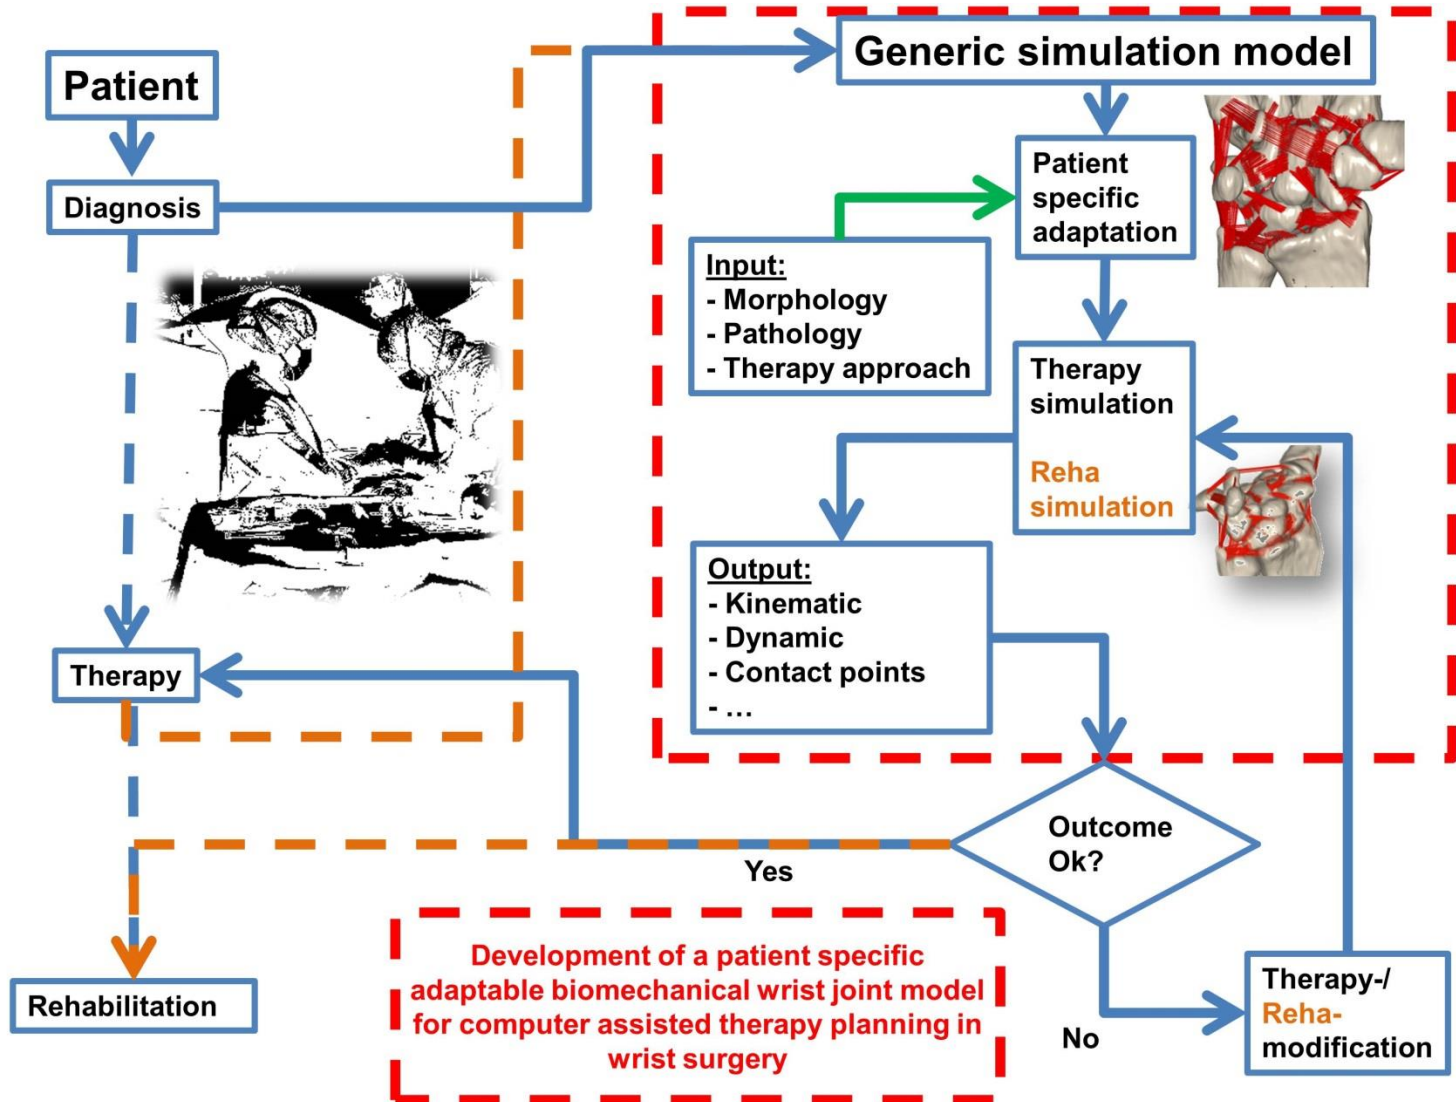 Patient
Diagnosis
Therapy
Rehabilitation
Generic simulation model
Patient
specific
adaptation
Input:
- Morphology
- Pathology
- Therapy approach
Therapy
simulation
Reha
simulation
Output:
- Kinematic
- Dynamic
- Contact points
- …
Outcome
Ok?
Yes
No
Therapy-/
Reha-
modification
Development of a patient specific
adaptable biomechanical wrist joint model
for computer assisted therapy planning in
wrist surgery